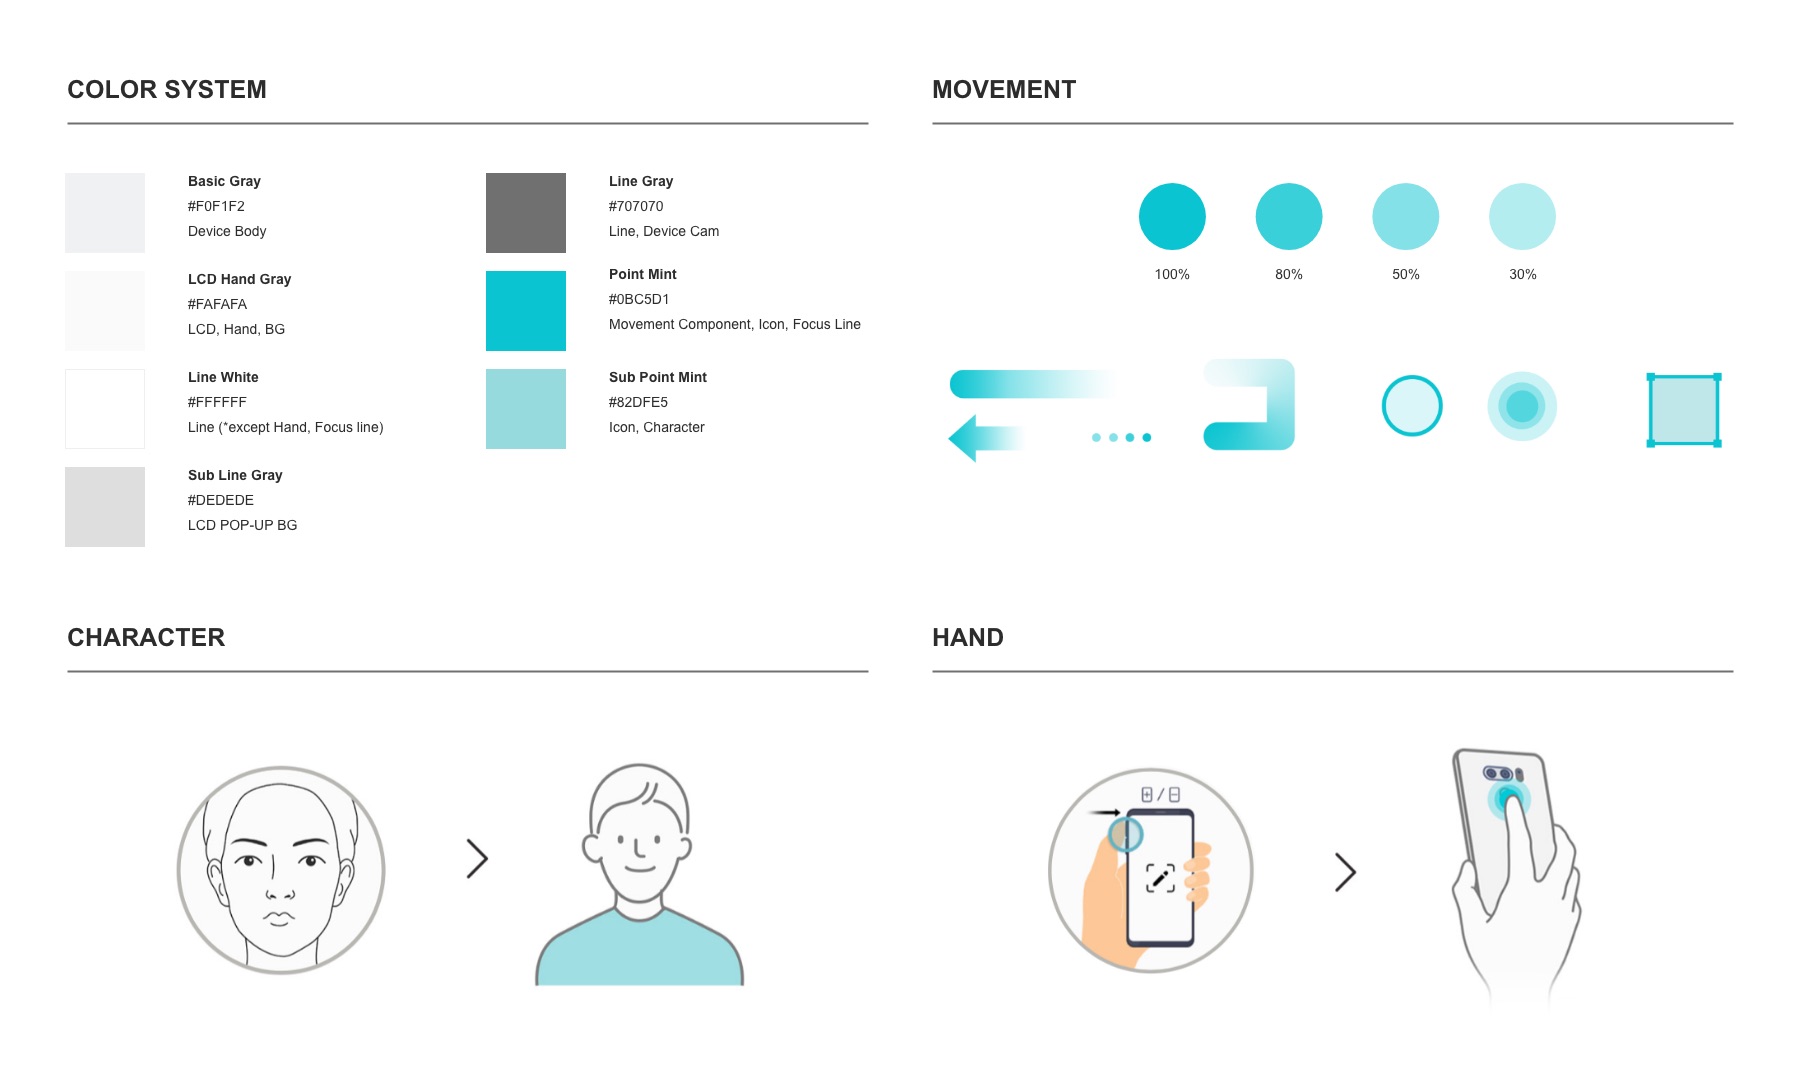 COLOR SYSTEM
Basic Gray
#F0F1F2
Device Body
LCD Hand Gray
#FAFAFA
LCD, Hand, BG
Line White
#FFFFFF
Line (*except Hand, Focus line)
Sub Line Gray
#DEDEDE
LCD POP-UP BG
Line Gray
#707070
Line, Device Cam
Point Mint
#0BC5D1
Movement Component, Icon, Focus Line
Sub Point Mint
#82DFE5
Icon, Character
MOVEMENT
100% 80% 50% 30%
CHARACTER
HAND